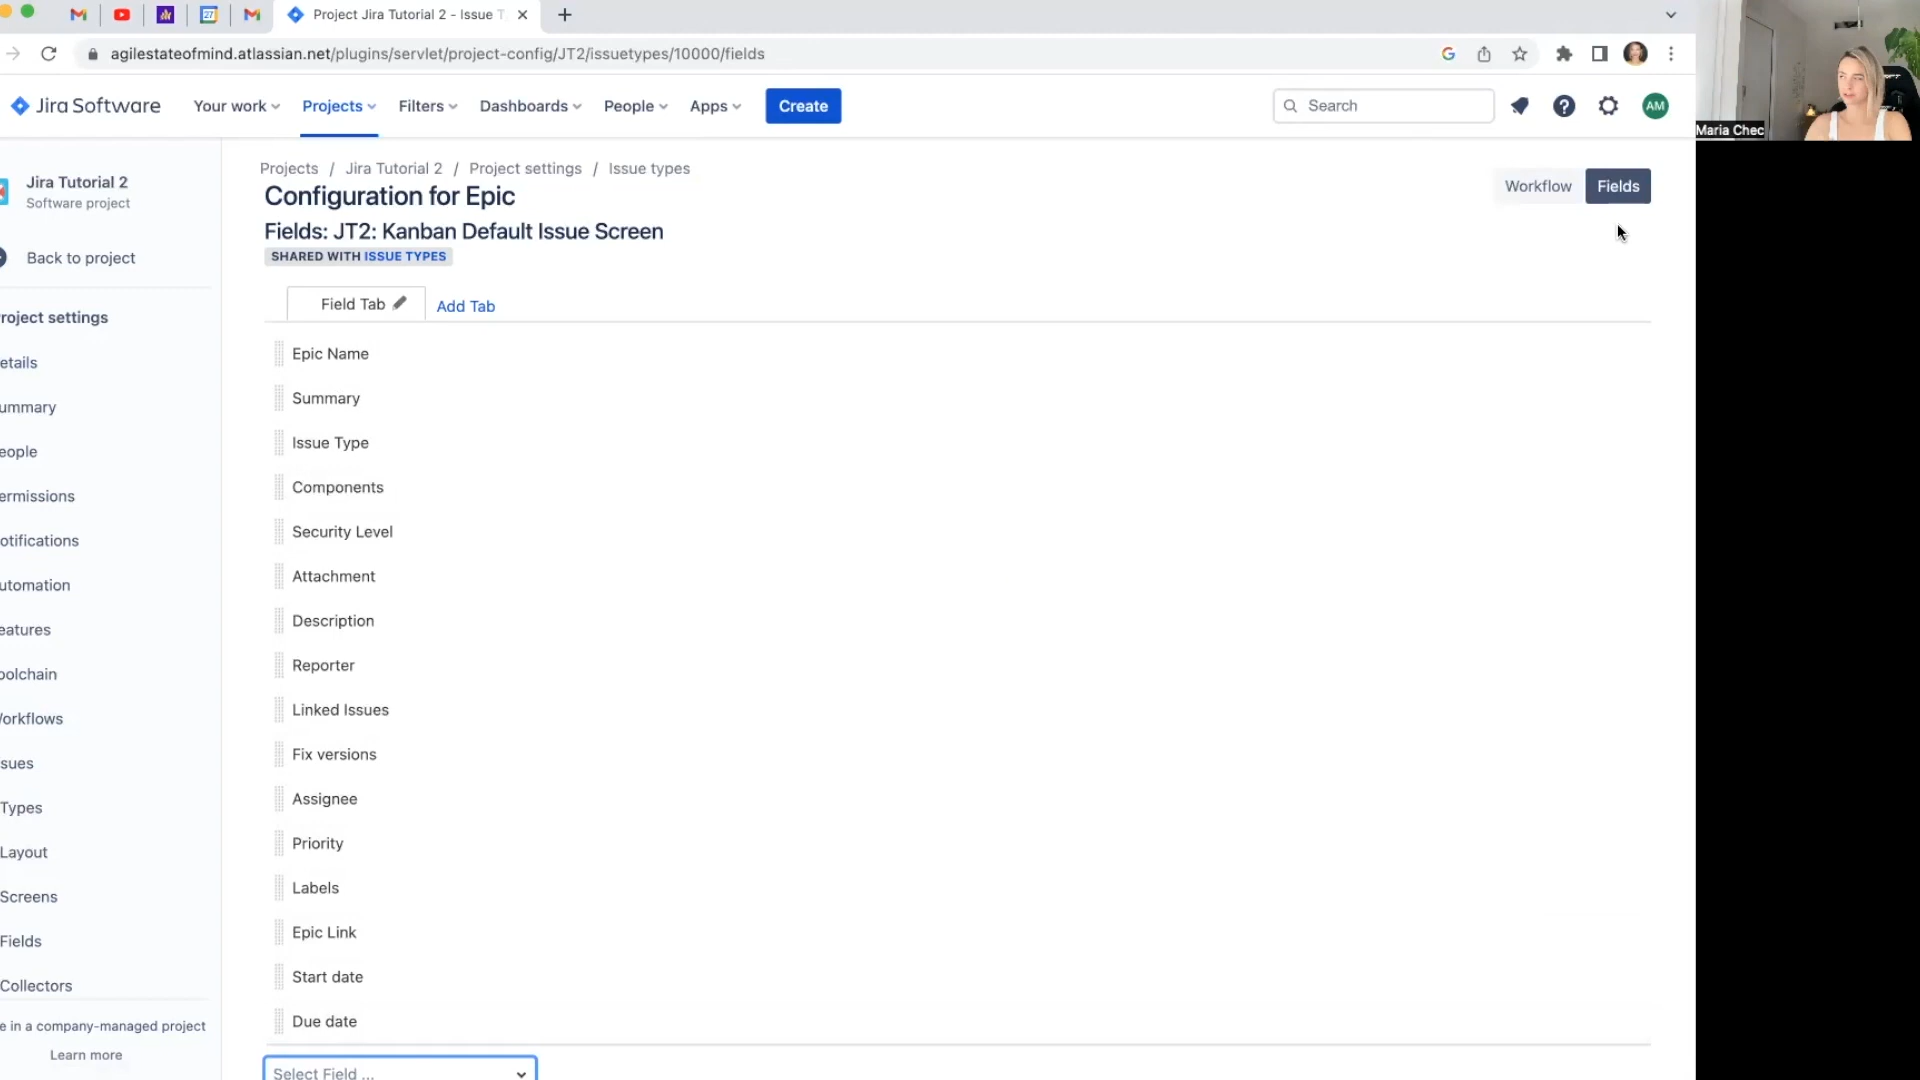 Project Jira Tutorial 2 - Issue T
agilestateofmind.atlassian.net/plugins/servlet/project-config/JT2/issuetypes/10000/fields
Jira Software
Your work
Projects
Filters
Dashboards
People
Apps
Create
Search
AM
Maria Chec
Jira Tutorial 2
Software project
Back to project
roject settings
etails
ummary
eople
ermissions
otifications
utomation
eatures
oolchain
orkflows
sues
Types
Layout
Screens
Fields
Collectors
e in a company-managed project
Learn more
Projects / Jira Tutorial 2 / Project settings / Issue types
Configuration for Epic
Workflow
Fields
Fields: JT2: Kanban Default Issue Screen
SHARED WITH ISSUE TYPES
Field Tab
Add Tab
Epic Name
Summary
Issue Type
Components
Security Level
Attachment
Description
Reporter
Linked Issues
Fix versions
Assignee
Priority
Labels
Epic Link
Start date
Due date
Select Field ...